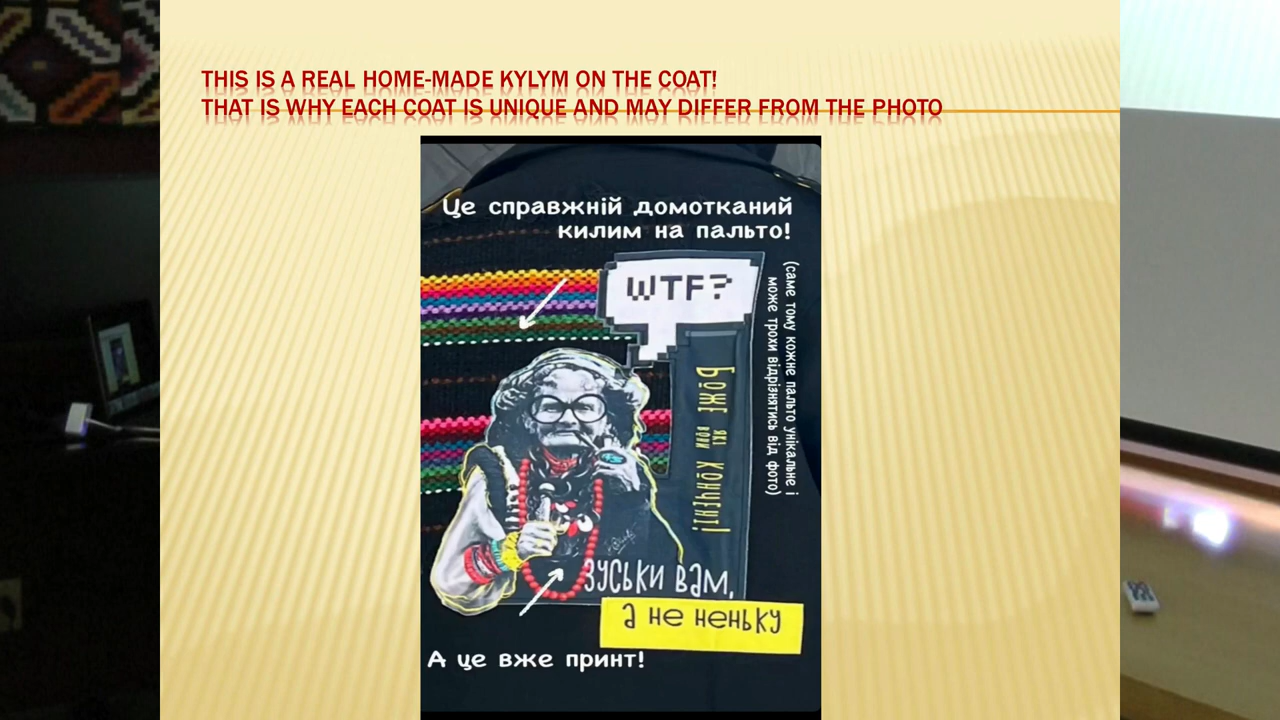 THIS IS A REAL HOME-MADE KYLYM ON THE COAT!
THAT IS WHY EACH COAT IS UNIQUE AND MAY DIFFER FROM THE PHOTO
Це справжній домотканий
килим на пальто!
WTF?
(саме тому кожне пальто унікальне і
може трохи відрізнятись від фото)
Боже які вони кончені!
Зуськи вам,
а не неньку
А це вже принт!